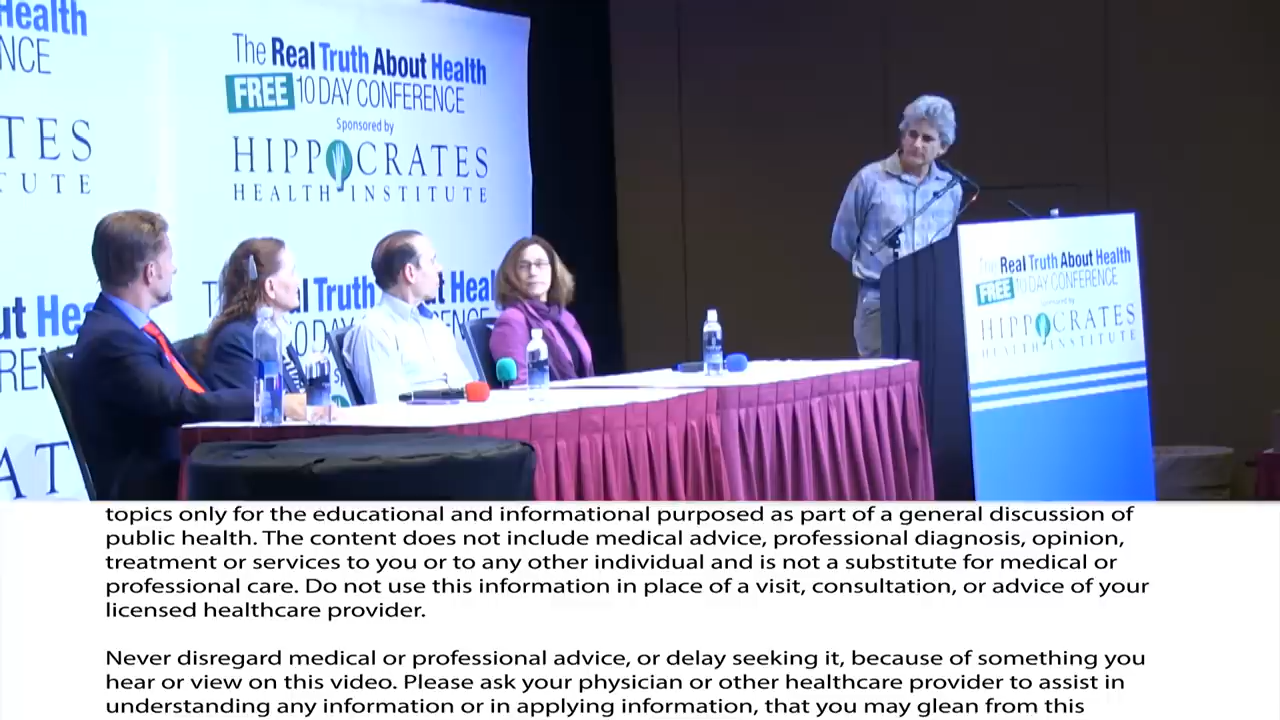 Health
NCE
ATES
TUTE
The Real Truth About Health
FREE 10 DAY CONFERENCE
Sponsored by
HIPPOCRATES
HEALTH INSTITUTE
The Real Truth About Health
FREE 10 DAY CONFERENCE
Sponsored by
HIPPOCRATES
HEALTH INSTITUTE
topics only for the educational and informational purposed as part of a general discussion of
public health. The content does not include medical advice, professional diagnosis, opinion,
treatment or services to you or to any other individual and is not a substitute for medical or
professional care. Do not use this information in place of a visit, consultation, or advice of your
licensed healthcare provider.
Never disregard medical or professional advice, or delay seeking it, because of something you
hear or view on this video. Please ask your physician or other healthcare provider to assist in
understanding any information or in applying information, that you may glean from this